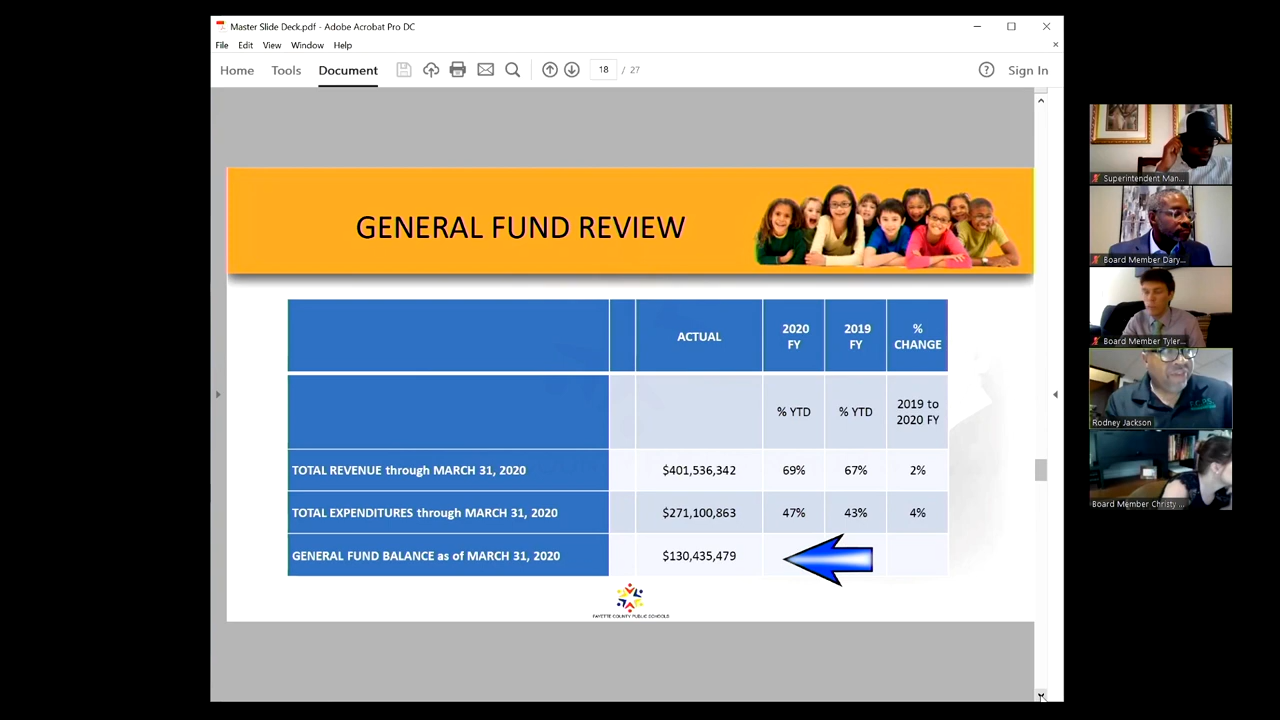 Master Slide Deck.pdf - Adobe Acrobat Pro DC
File Edit View Window Help
Home Tools Document 18 / 27 Sign In
GENERAL FUND REVIEW
ACTUAL 2020 FY 2019 FY % CHANGE
% YTD % YTD 2019 to 2020 FY
TOTAL REVENUE through MARCH 31, 2020 $401,536,342 69% 67% 2%
TOTAL EXPENDITURES through MARCH 31, 2020 $271,100,863 47% 43% 4%
GENERAL FUND BALANCE as of MARCH 31, 2020 $130,435,479
FAYETTE COUNTY PUBLIC SCHOOLS
Superintendent Man...
Board Member Dary...
Board Member Tyler...
Rodney Jackson
Board Member Christy ...